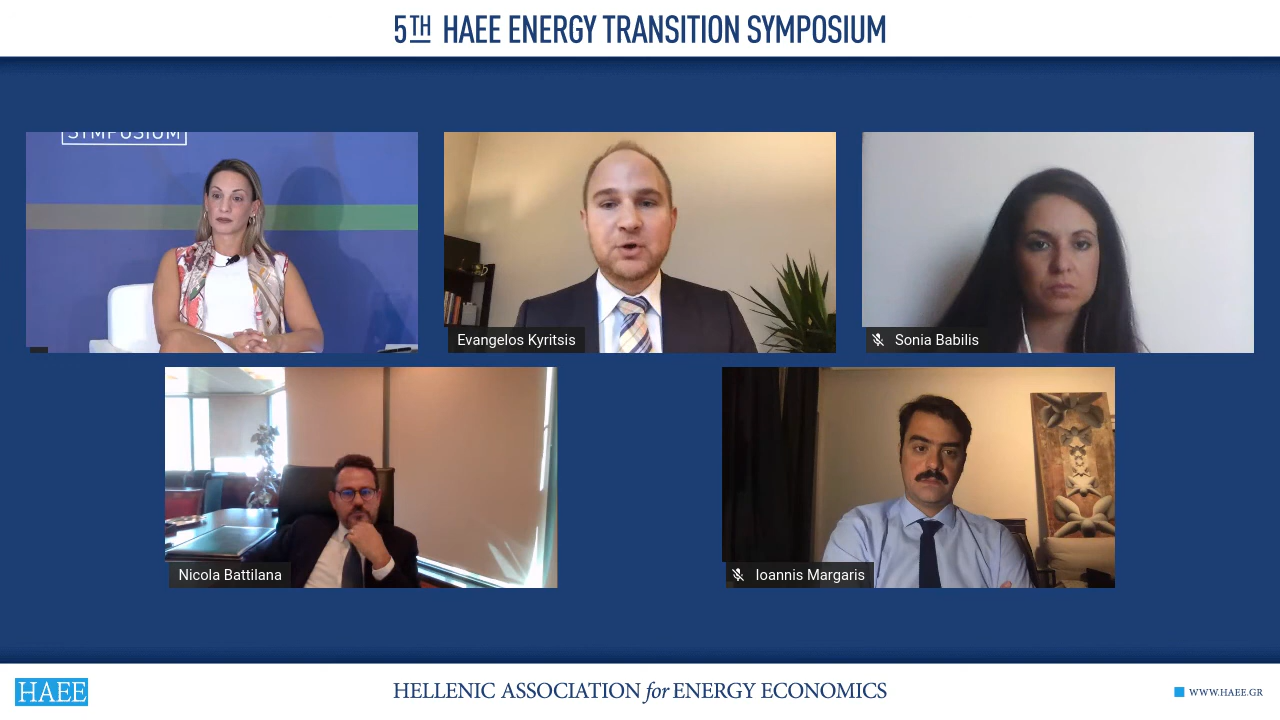 5TH HAEE ENERGY TRANSITION SYMPOSIUM
SYMPOSIUM
Evangelos Kyritsis
Sonia Babilis
Nicola Battilana
Ioannis Margaris
HAEE
HELLENIC ASSOCIATION for ENERGY ECONOMICS
WWW.HAEE.GR